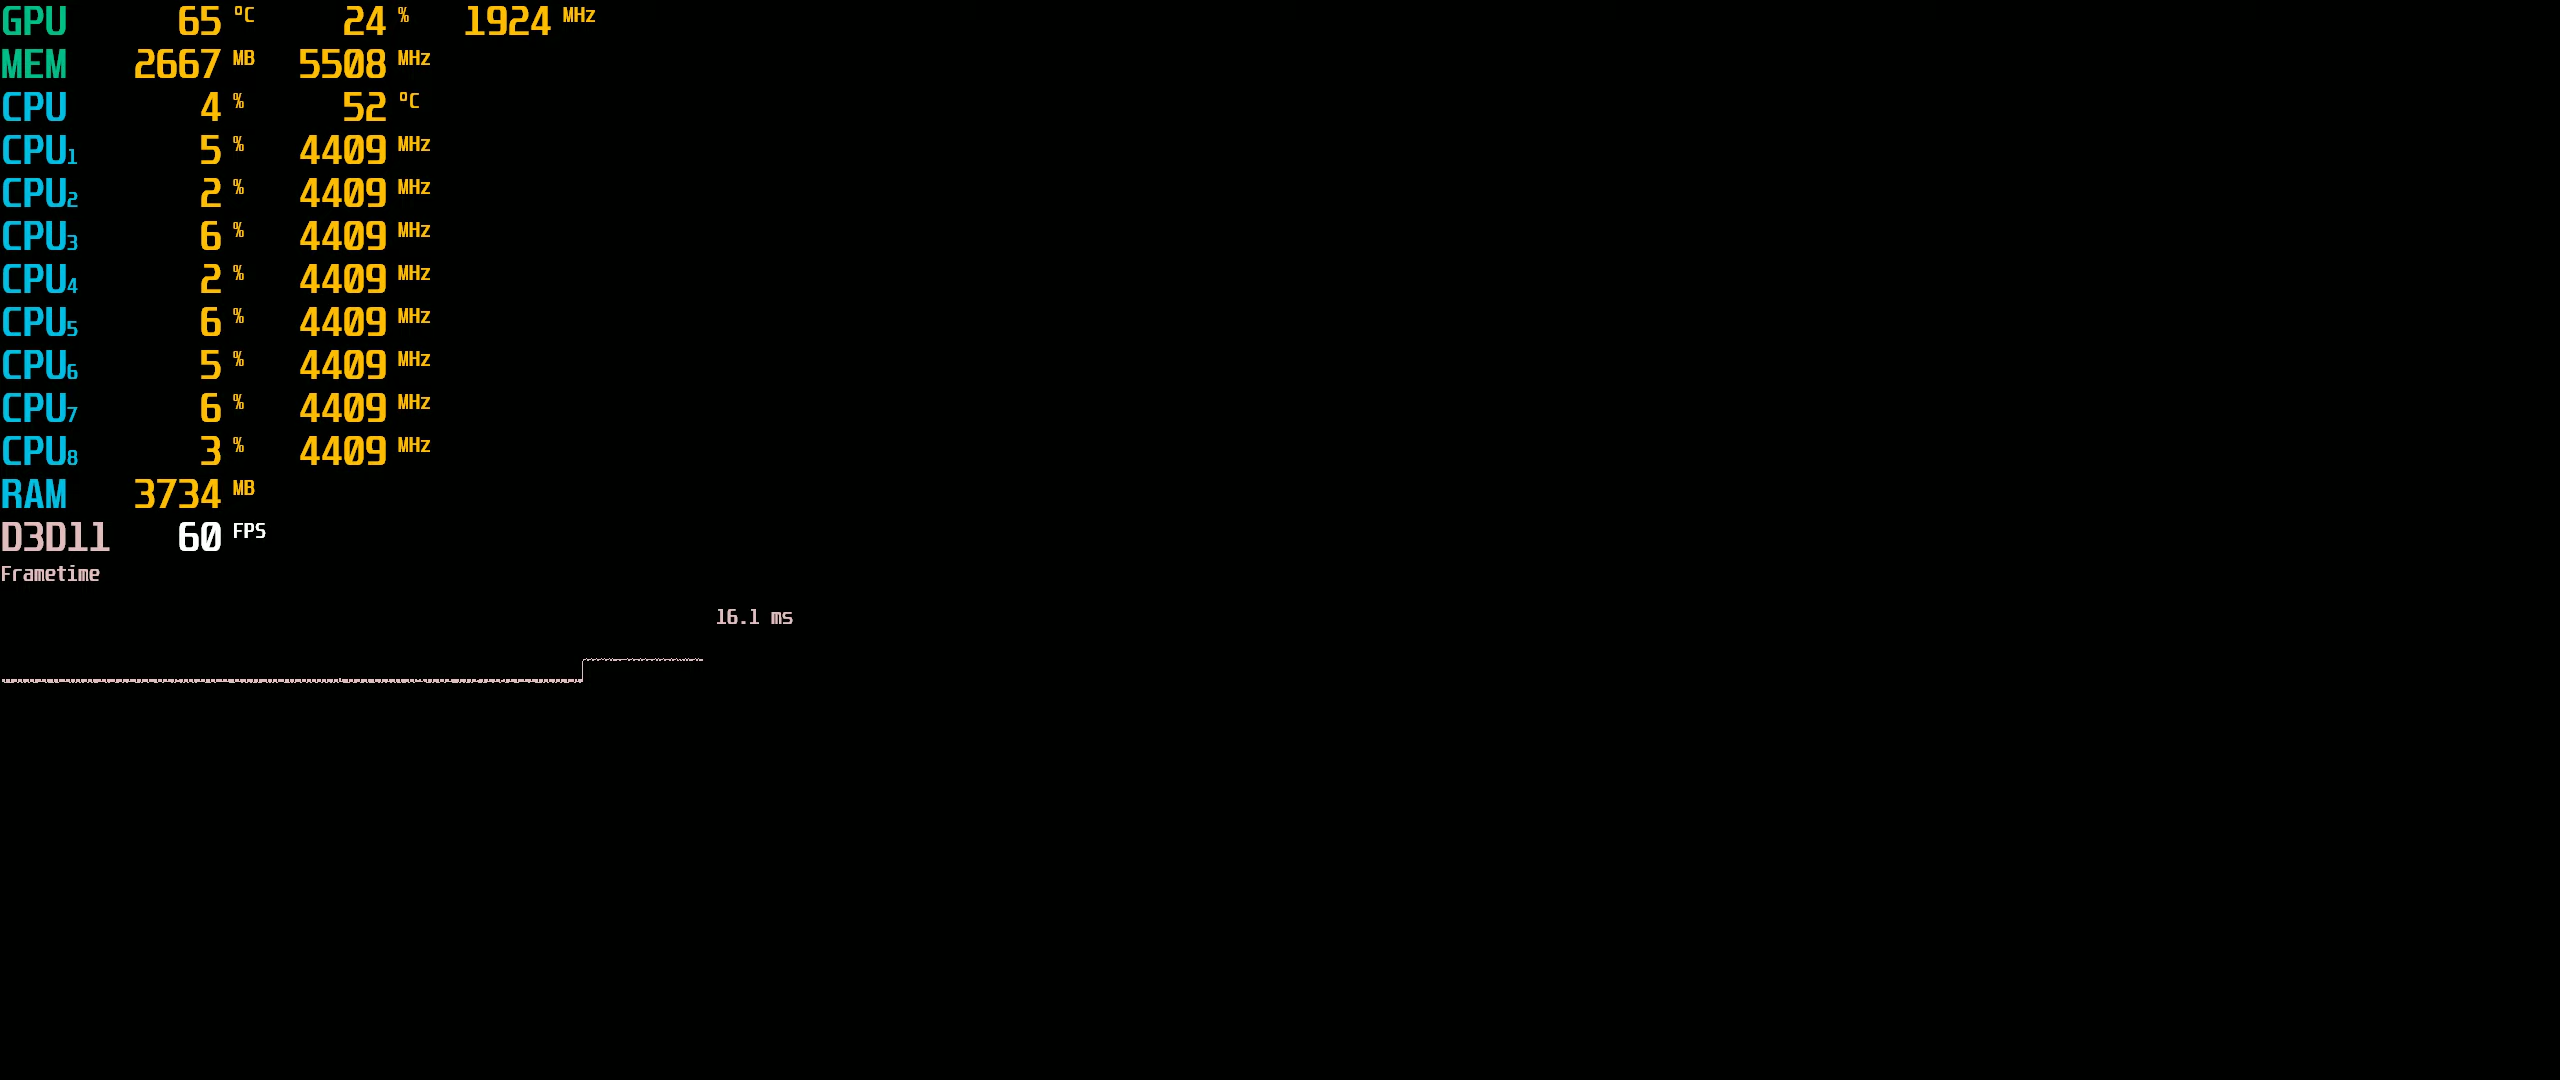 GPU 65 °C 24 % 1924 MHz
MEM 2667 MB 5508 MHz
CPU 4 % 52 °C
CPU1 5 % 4409 MHz
CPU2 2 % 4409 MHz
CPU3 6 % 4409 MHz
CPU4 2 % 4409 MHz
CPU5 6 % 4409 MHz
CPU6 5 % 4409 MHz
CPU7 6 % 4409 MHz
CPU8 3 % 4409 MHz
RAM 3734 MB
D3D11 60 FPS
Frametime
16.1 ms